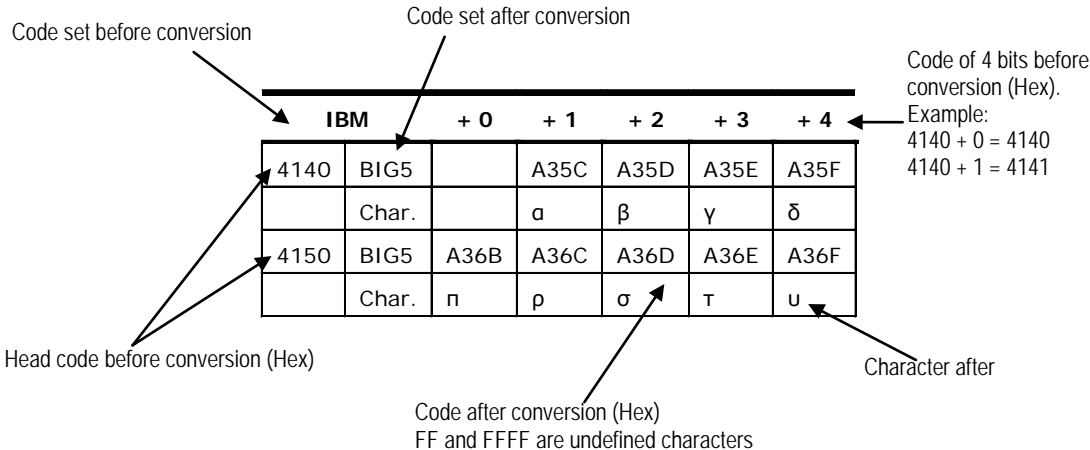 Code set after conversion
Code set before conversion
Code of 4 bits before
conversion (Hex).
Example:
4140 + 0 = 4140
4140 + 1 = 4141
IBM + 0 + 1 + 2 + 3 + 4
4140 BIG5 A35C A35D A35E A35F
Char. α β γ δ
4150 BIG5 A36B A36C A36D A36E A36F
Char. π ρ σ τ υ
Head code before conversion (Hex)
Character after
Code after conversion (Hex)
FF and FFFF are undefined characters